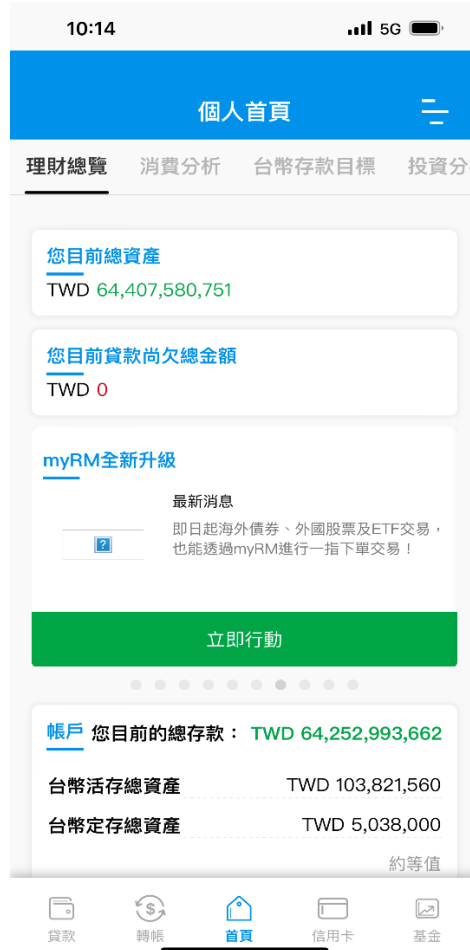 10:14
5G
個人首頁
理財總覽 消費分析 台幣存款目標 投資分
您目前總資產
TWD 64,407,580,751
您目前貸款尚欠總金額
TWD 0
myRM全新升級
最新消息
即日起海外債券、外國股票及ETF交易，
也能透過myRM進行一指下單交易！
?
立即行動
帳戶 您目前的總存款： TWD 64,252,993,662
台幣活存總資產 TWD 103,821,560
台幣定存總資產 TWD 5,038,000
約等值
貸款 轉帳 首頁 信用卡 基金